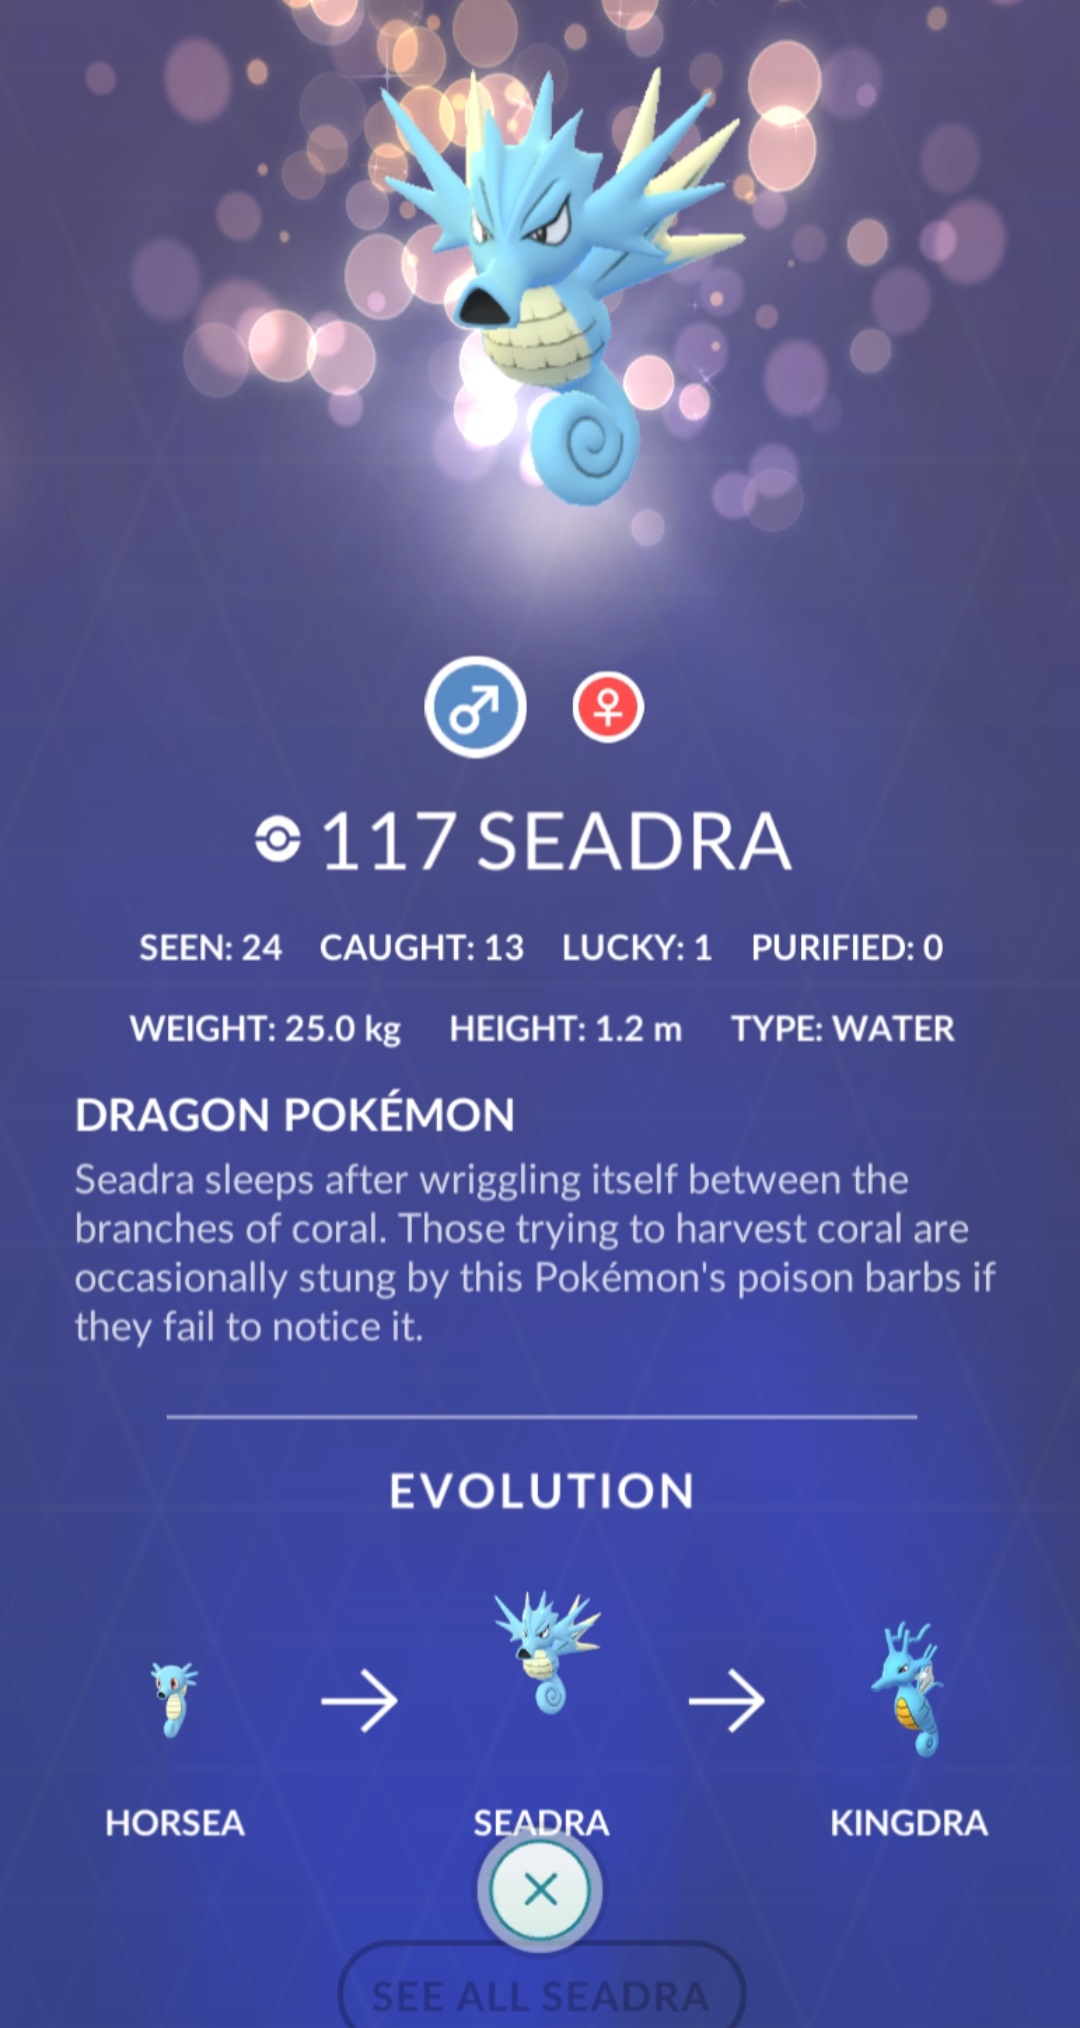 117 SEADRA
SEEN: 24 CAUGHT: 13 LUCKY: 1 PURIFIED: 0
WEIGHT: 25.0 kg HEIGHT: 1.2 m TYPE: WATER
DRAGON POKÉMON
Seadra sleeps after wriggling itself between the
branches of coral. Those trying to harvest coral are
occasionally stung by this Pokémon's poison barbs if
they fail to notice it.
EVOLUTION
HORSEA SEADRA KINGDRA
SEE ALL SEADRA